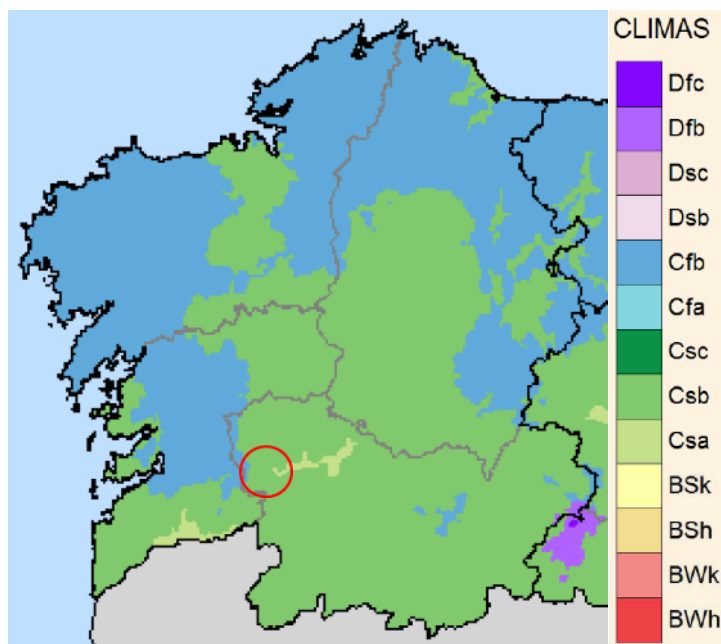 CLIMAS
Dfc
Dfb
Dsc
Dsb
Cfb
Cfa
Csc
Csb
Csa
BSk
BSh
BWk
BWh